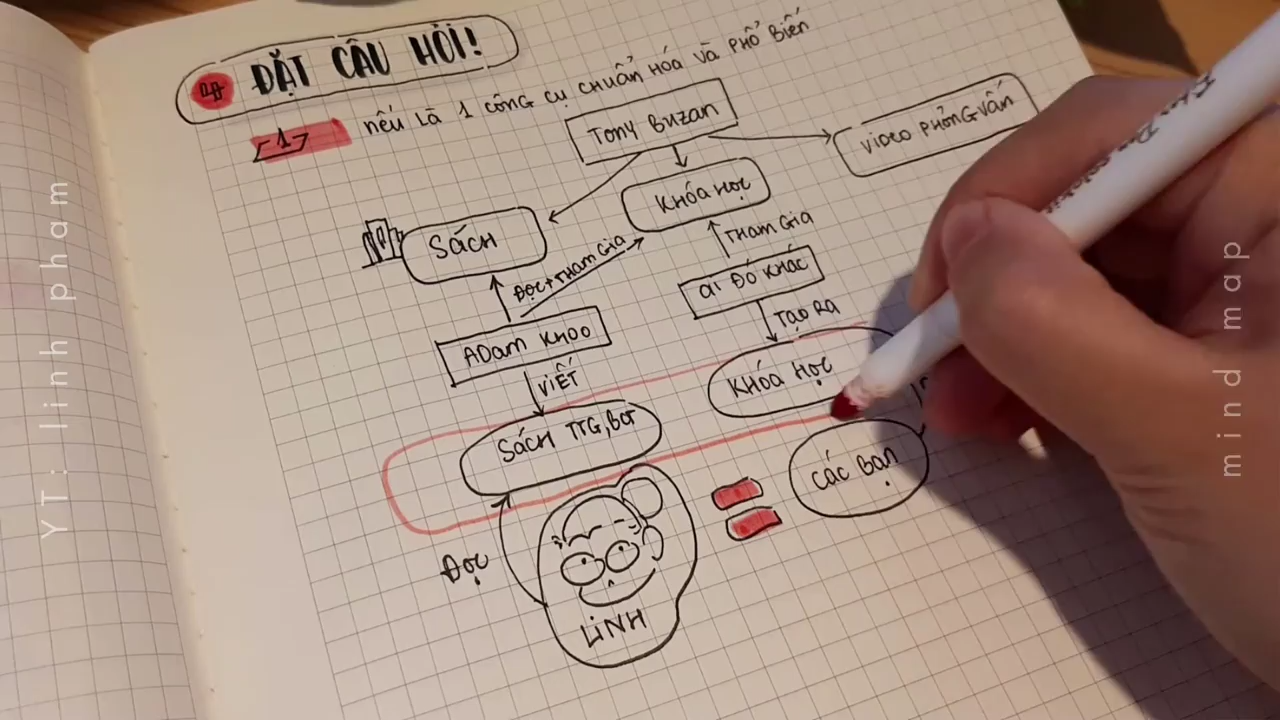 ĐẶT CÂU HỎI!
1
nếu là 1 công cụ chuẩn hóa và phổ biến
Tony Buzan
Video phỏng vấn
Khóa học
Sách
Đọc+Tham gia
Tham gia
Ai đó khác
Adam Khoo
Tạo ra
Viết
Khóa học
Sách TTG, BCT
Các bạn
Đọc
LiNH
YT: linh pham
mind map